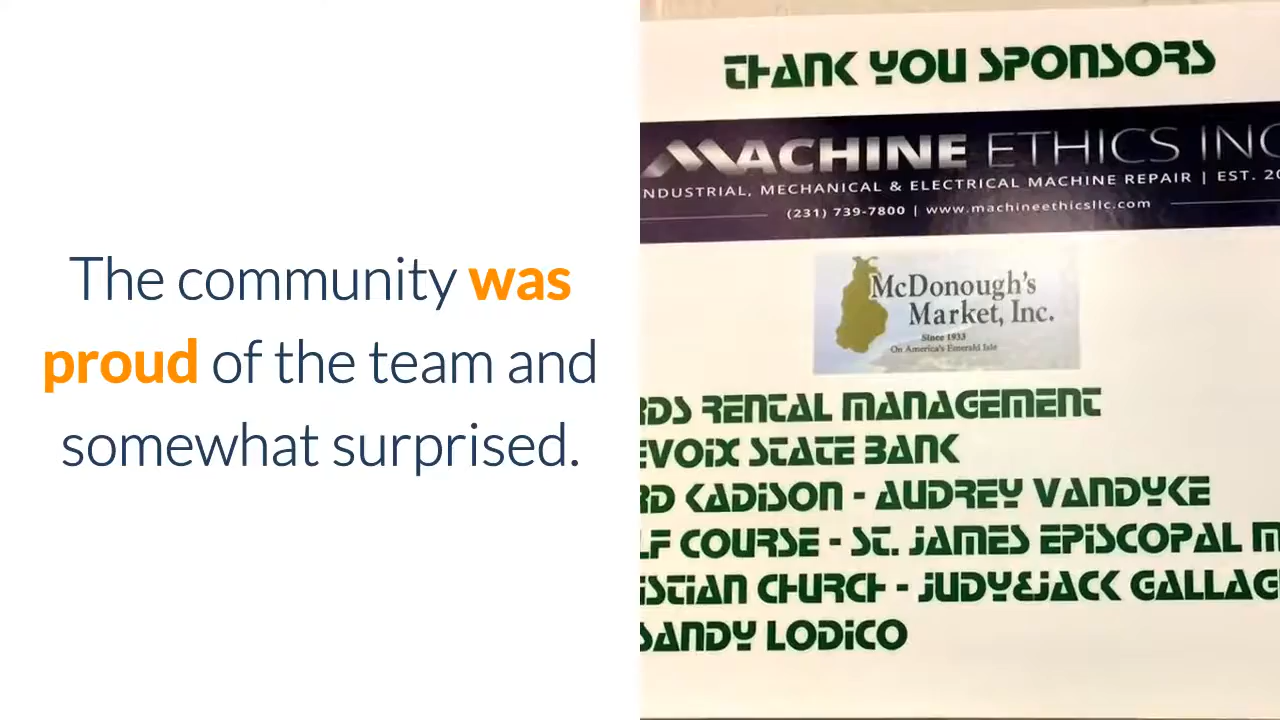 The community was
proud of the team and
somewhat surprised.
THANK YOU SPONSORS
MACHINE ETHICS INC
NDUSTRIAL, MECHANICAL & ELECTRICAL MACHINE REPAIR | EST. 20
(231) 739-7800 | www.machineethicsllc.com
McDonough's
Market, Inc.
Since 1933
On America's Emerald Isle
RDS RENTAL MANAGEMENT
EVOIX STATE BANK
RD KADISON - AUDREY VANDYKE
LF COURSE - ST. JAMES EPISCOPAL M
ISTIAN CHURCH - JUDY&JACK GALLAG
SANDY LODICO